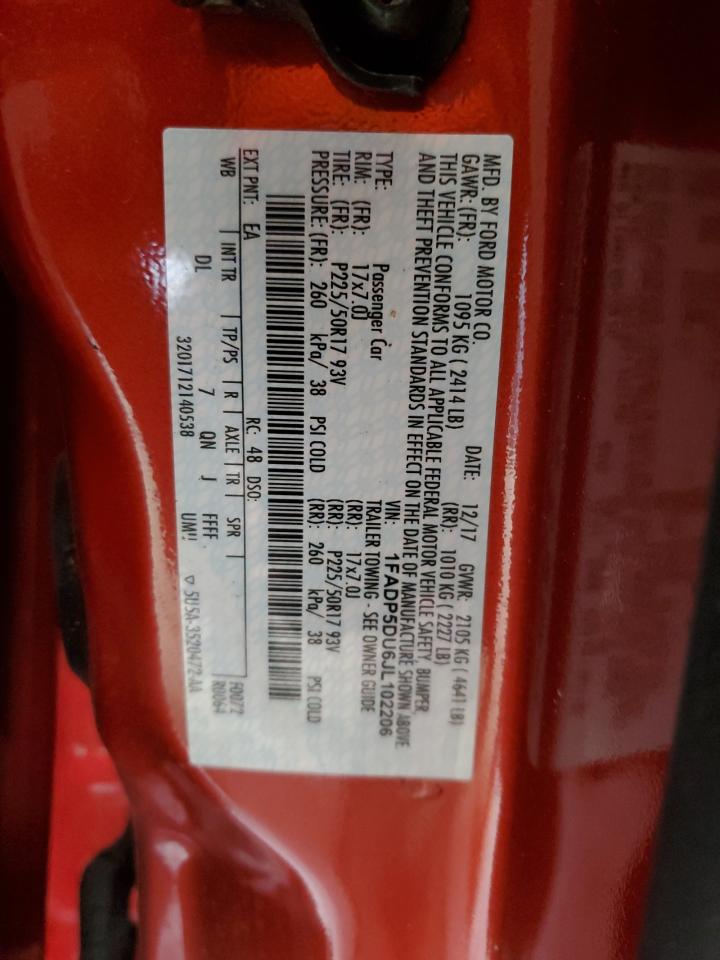 MFD. BY FORD MOTOR CO. DATE: 12/17 GVWR: 2105 KG ( 4641 LB)
GAWR: (FR): 1095 KG ( 2414 LB) (RR): 1010 KG ( 2227 LB)
THIS VEHICLE CONFORMS TO ALL APPLICABLE FEDERAL MOTOR VEHICLE SAFETY, BUMPER,
AND THEFT PREVENTION STANDARDS IN EFFECT ON THE DATE OF MANUFACTURE SHOWN ABOVE.
VIN: 1FADP5DU6JL102206
TYPE: Passenger Car TRAILER TOWING - SEE OWNER GUIDE
RIM: (FR): 17x7.0J (RR): 17x7.0J
TIRE: (FR): P225/50R17 93V (RR): P225/50R17 93V
PRESSURE: (FR): 260 kPa/ 38 PSI COLD (RR): 260 kPa/ 38 PSI COLD
EXT PNT: EA RC: 48 DSO: F0072
WB INT TR TP/PS R AXLE TR SPR R0064
DL 7 QN J FFFF
3201712140538 UM!! ▽ 5U5A-3520472-AA